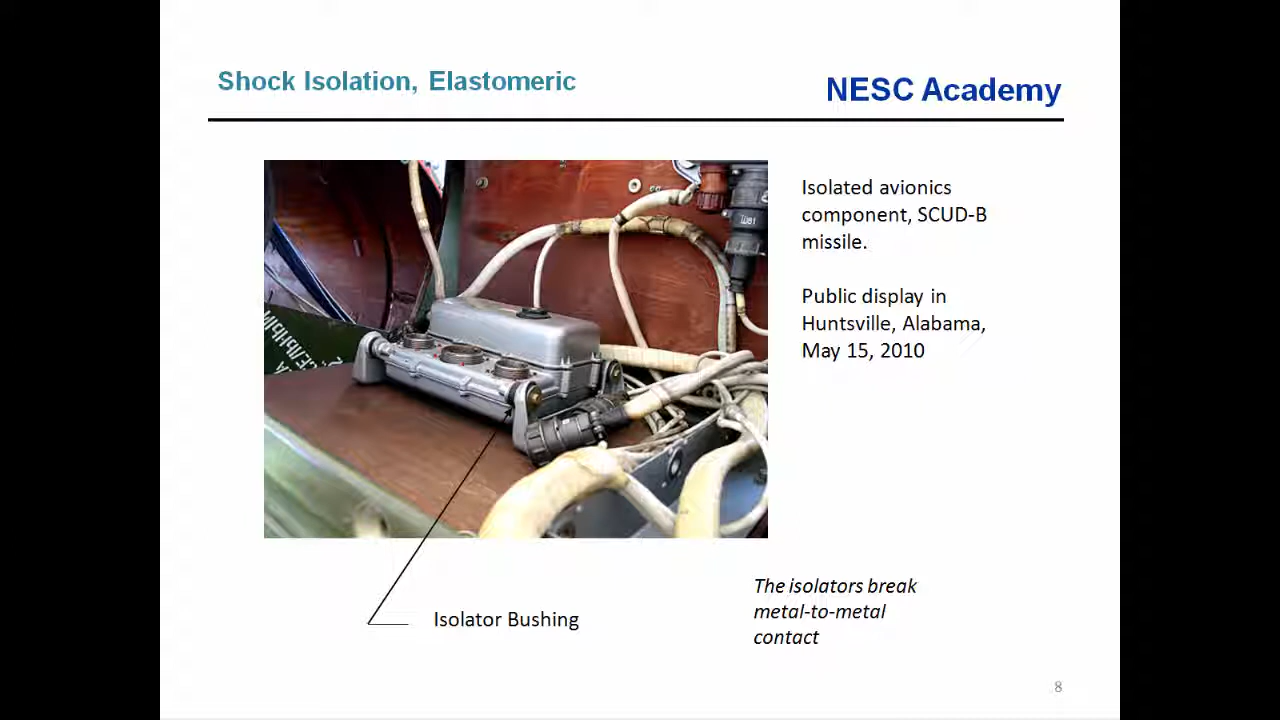 Shock Isolation, Elastomeric
NESC Academy
Isolated avionics
component, SCUD-B
missile.
Public display in
Huntsville, Alabama,
May 15, 2010
Isolator Bushing
The isolators break
metal-to-metal
contact
8